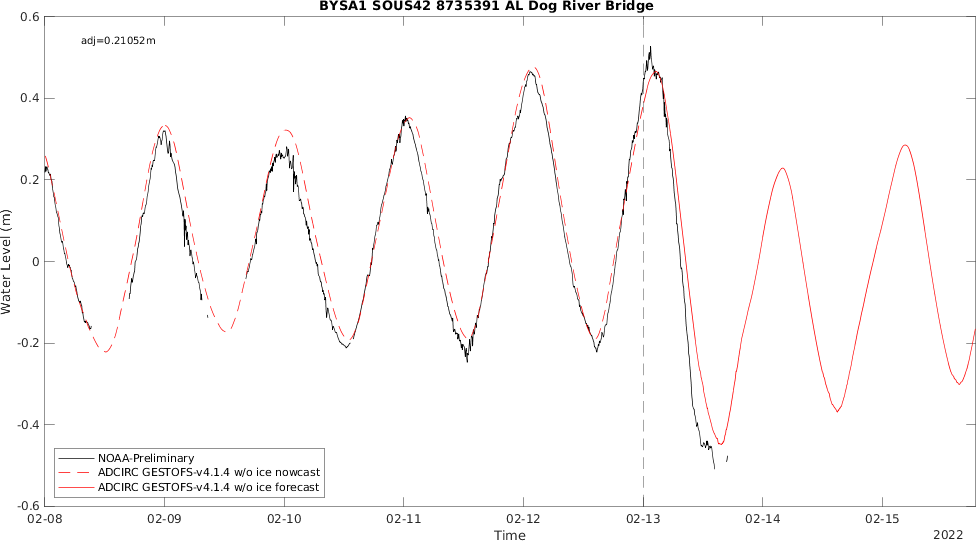 BYSA1 SOUS42 8735391 AL Dog River Bridge
adj=0.21052m
0.6
0.4
0.2
0
-0.2
-0.4
-0.6
Water Level (m)
NOAA-Preliminary
ADCIRC GESTOFS-v4.1.4 w/o ice nowcast
ADCIRC GESTOFS-v4.1.4 w/o ice forecast
02-08 02-09 02-10 02-11 02-12 02-13 02-14 02-15
Time
2022